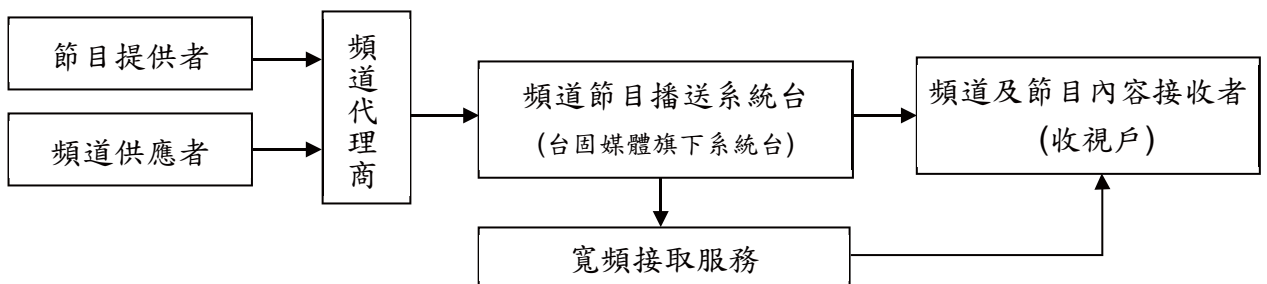 節目提供者
頻道供應者
頻道代理商
頻道節目播送系統台
(台固媒體旗下系統台)
頻道及節目內容接收者
(收視戶)
寬頻接取服務